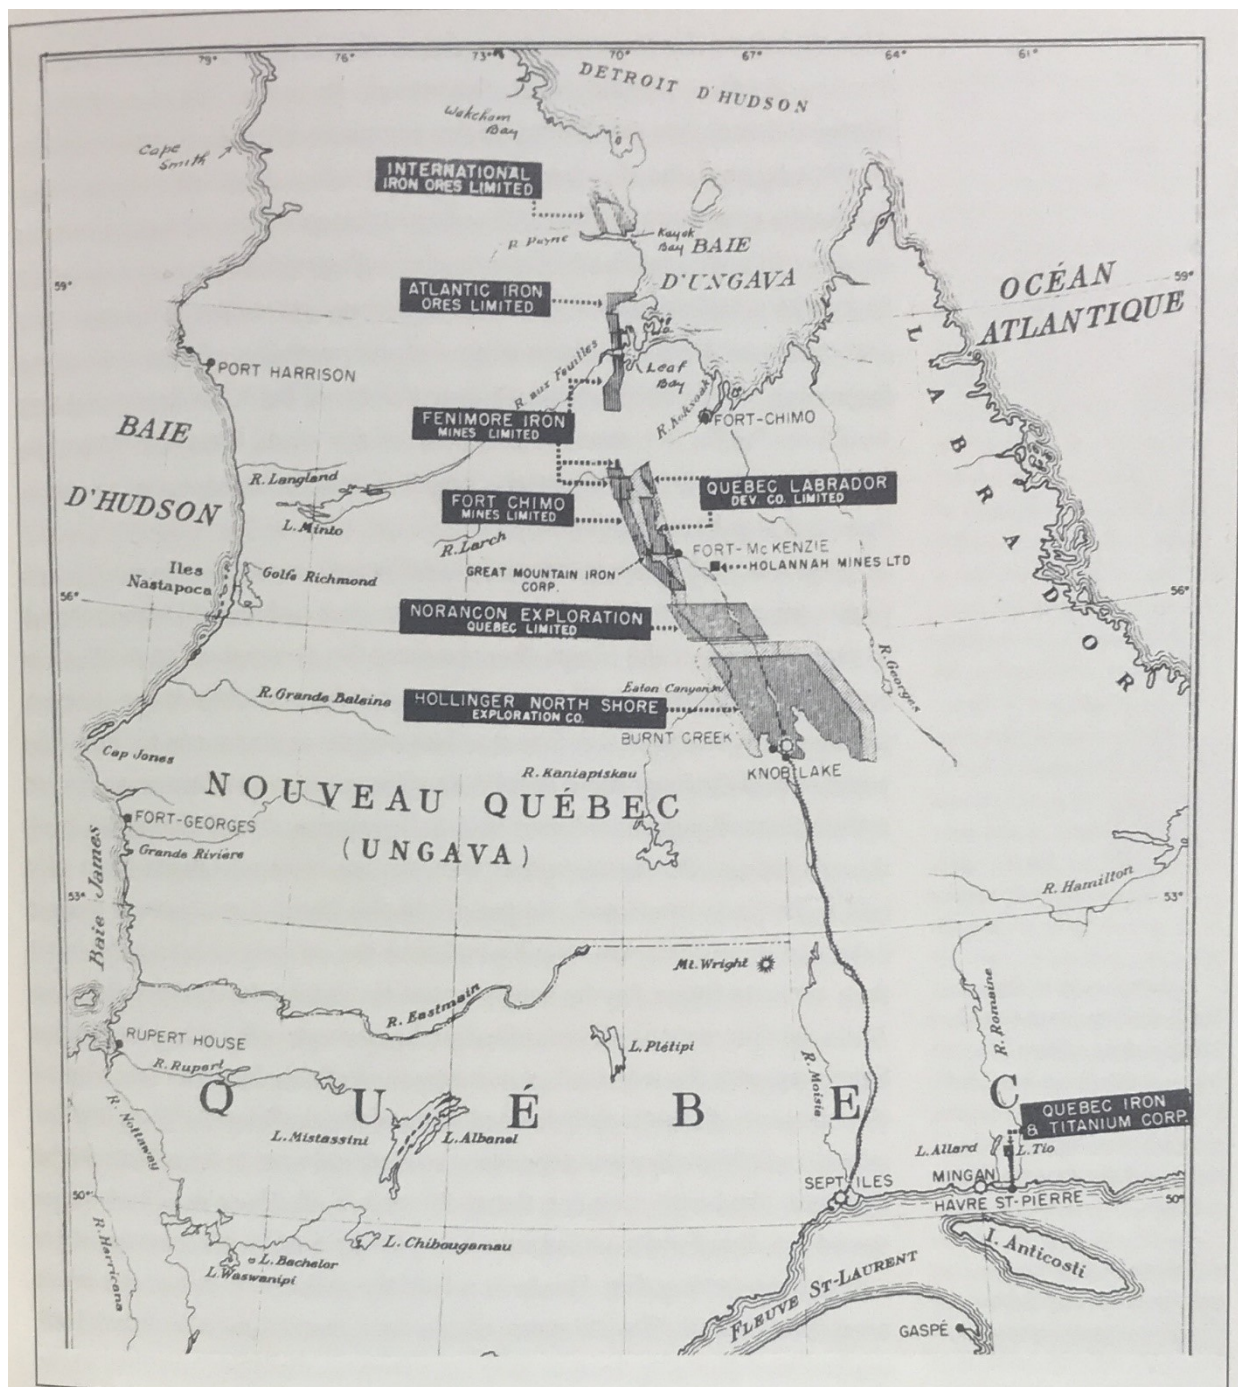 79°
76°
73°
70°
67°
64°
61°
DETROIT D'HUDSON
Wakeham
Bay
Cape
Smith
INTERNATIONAL
IRON ORES LIMITED
R. Payne
Kayak
Bay
BAIE
D'UNGAVA
59°
59°
OCÉAN
ATLANTIQUE
ATLANTIC IRON
ORES LIMITED
LABRADOR
PORT HARRISON
R. aux Feuilles
Leaf
Bay
R. Koksoak
FORT-CHIMO
FENIMORE IRON
MINES LIMITED
BAIE
D'HUDSON
R. Langland
L. Minto
FORT CHIMO
MINES LIMITED
QUEBEC LABRADOR
DEV. CO. LIMITED
R. Larch
FORT-McKENZIE
HOLANNAH MINES LTD
GREAT MOUNTAIN IRON
CORP.
Iles
Nastapoca
Golfe Richmond
56°
56°
NORANCON EXPLORATION
QUEBEC LIMITED
R. Georges
Eaton Canyon
R. Grande Baleine
HOLLINGER NORTH SHORE
EXPLORATION CO.
BURNT CREEK
KNOB LAKE
Cap Jones
R. Kaniapiskau
NOUVEAU QUÉBEC
(UNGAVA)
FORT-GEORGES
Grande Rivière
Baie James
R. Hamilton
53°
53°
Mt. Wright
R. Eastmain
R. Romaine
RUPERT HOUSE
R. Rupert
L. Plétipi
R. Moisie
QUÉBEC
QUEBEC IRON
& TITANIUM CORP.
R. Nottaway
L. Mistassini
L. Albanel
L. Allard
L. Tio
SEPT-ILES
MINGAN
HAVRE ST-PIERRE
50°
50°
R. Harricana
L. Chibougamau
L. Bachelor
L. Waswanipi
I. Anticosti
FLEUVE ST-LAURENT
GASPÉ